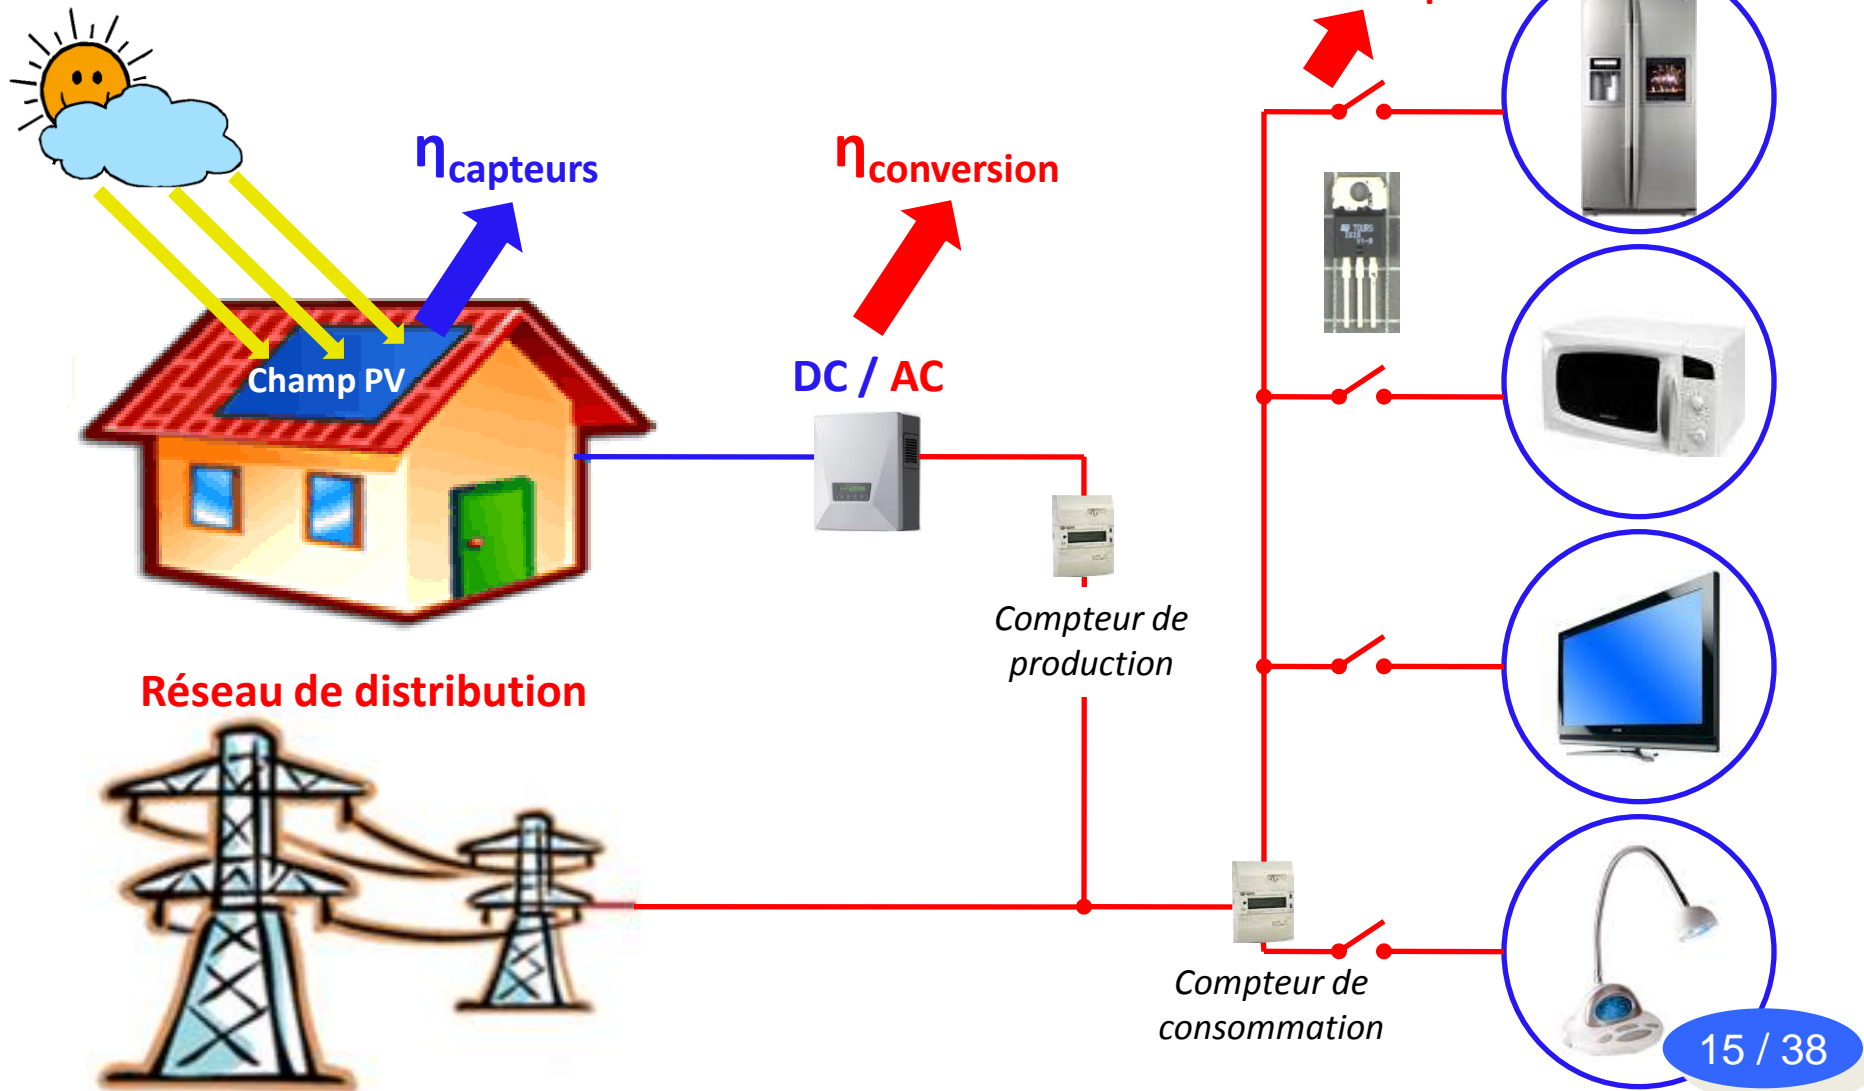 ηcapteurs
ηconversion
DC / AC
Champ PV
Compteur de
production
Réseau de distribution
Compteur de
consommation
15 / 38